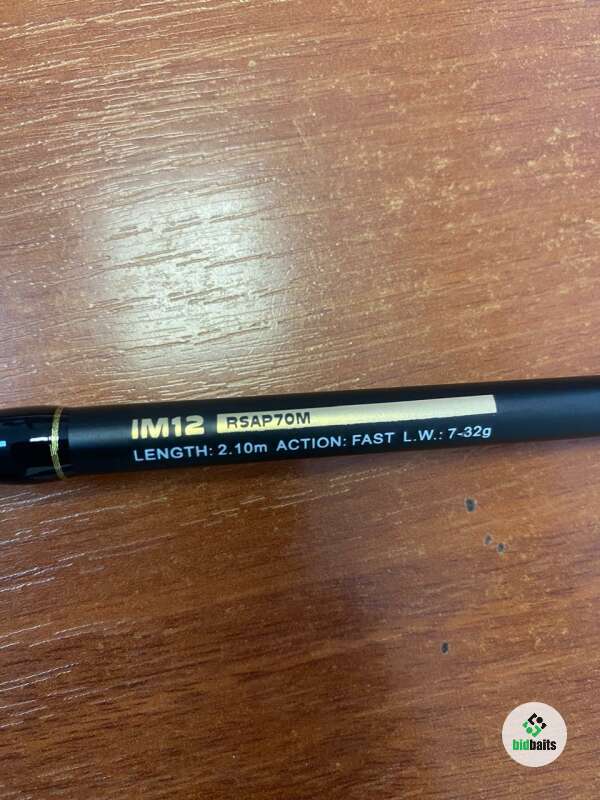 IM12 RSAP70M
LENGTH: 2.10m ACTION: FAST L.W.: 7-32g
bidbaits